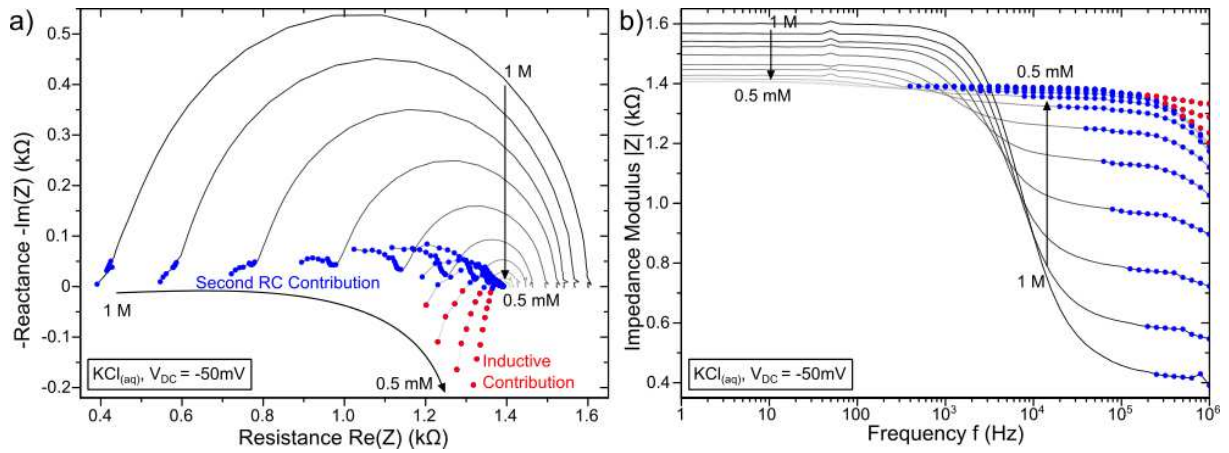 a)
-Reactance -Im(Z) (kΩ)
0.5
0.4
0.3
0.2
0.1
0
-0.1
-0.2
1 M
Second RC Contribution
0.5 mM
1 M
Inductive
Contribution
0.5 mM
KCl(aq), VDC = -50mV
0.4 0.6 0.8 1.0 1.2 1.4 1.6
Resistance Re(Z) (kΩ)
b)
Impedance Modulus |Z| (kΩ)
1.6
1.4
1.2
1.0
0.8
0.6
0.4
1 M
0.5 mM
0.5 mM
1 M
KCl(aq), VDC = -50mV
1 10 100 10³ 10⁴ 10⁵ 10⁶
Frequency f (Hz)